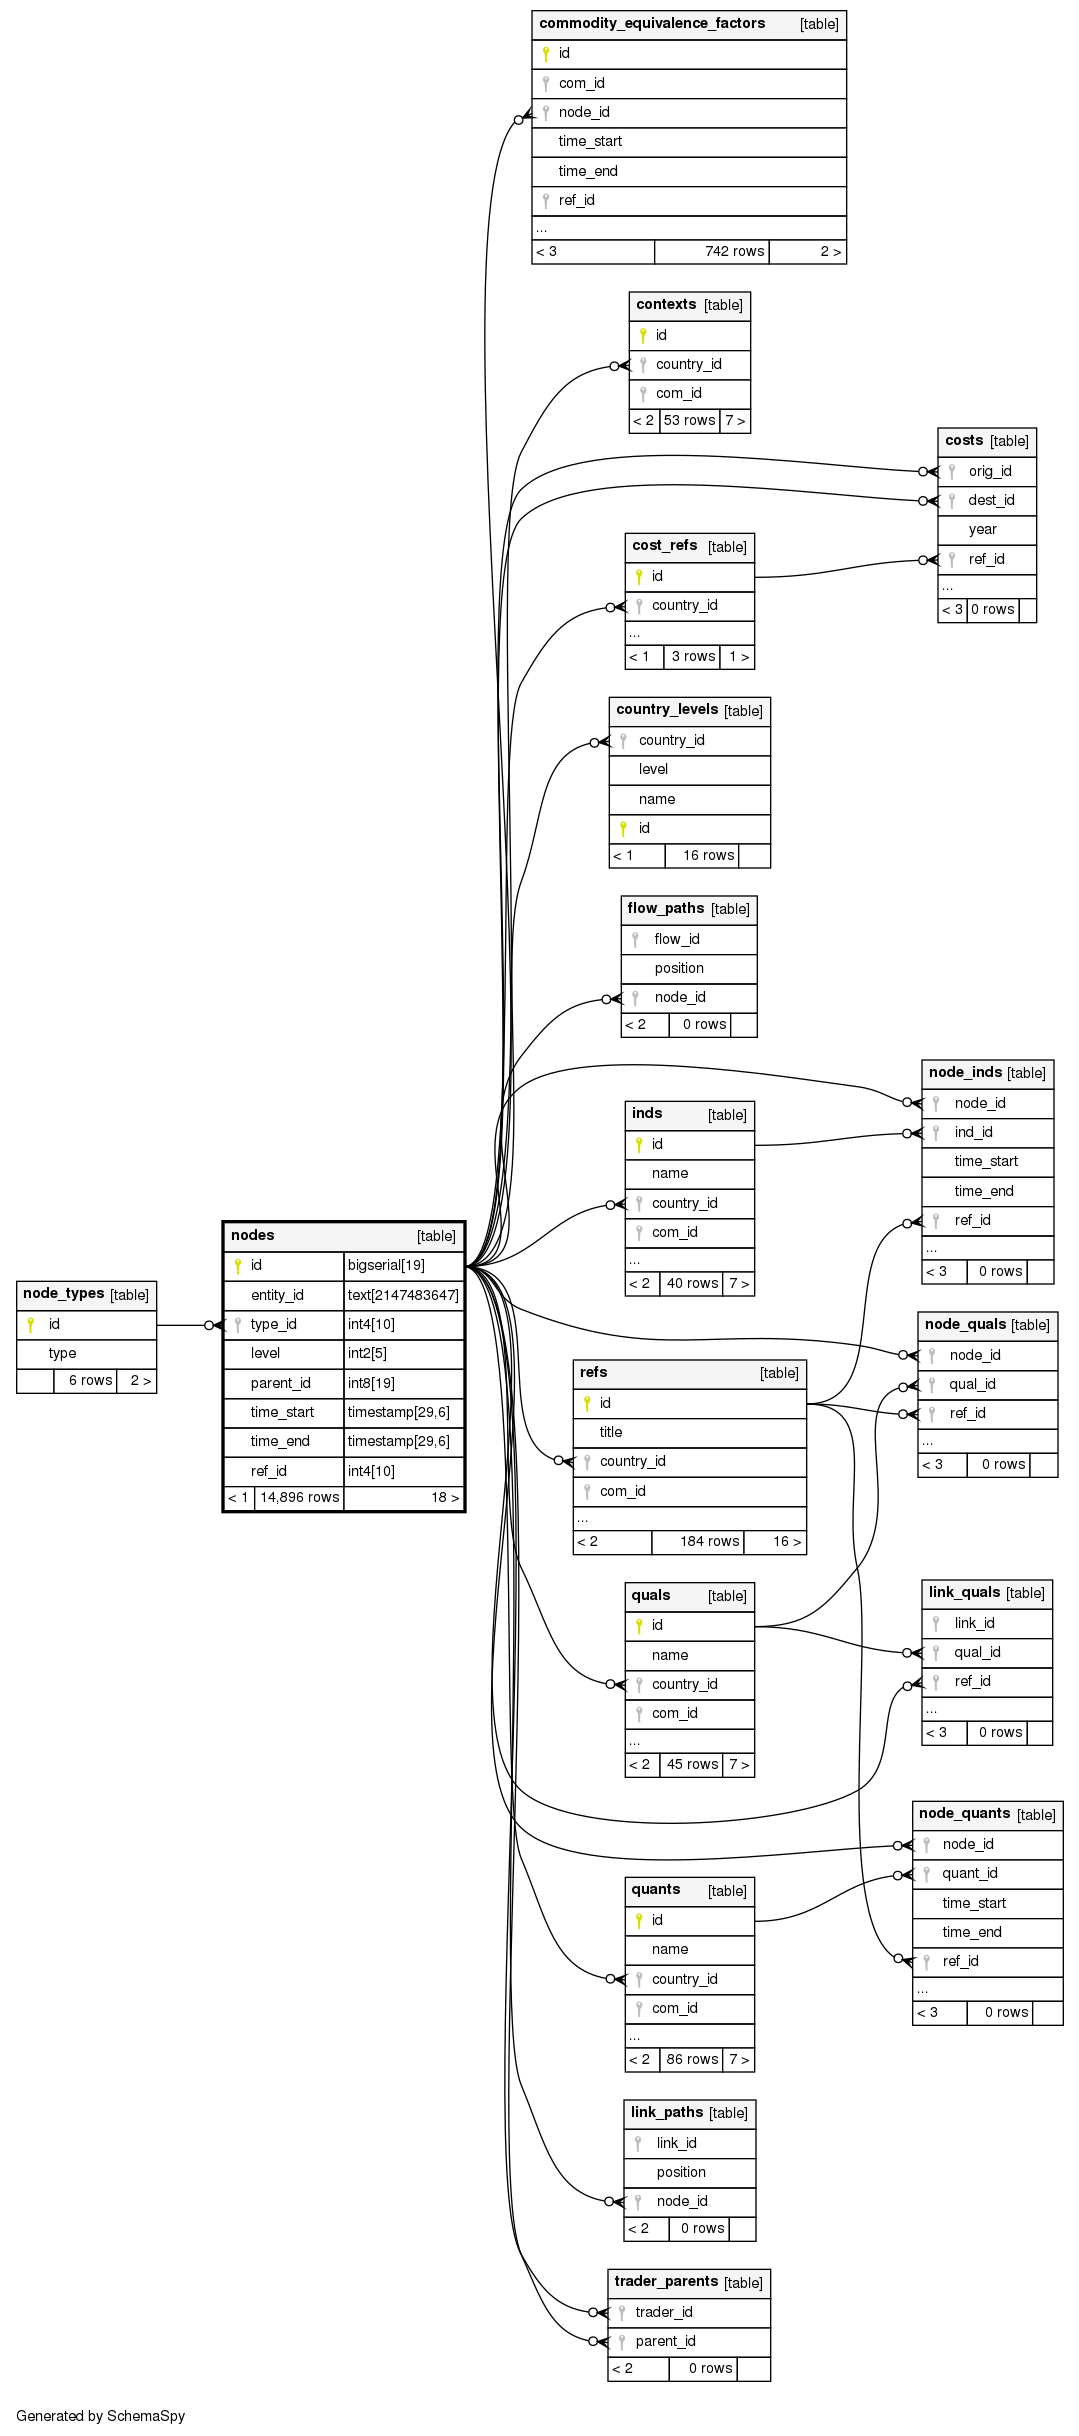 commodity_equivalence_factors [table]
id
com_id
node_id
time_start
time_end
ref_id
...
< 3 742 rows 2 >
contexts [table]
id
country_id
com_id
< 2 53 rows 7 >
costs [table]
orig_id
dest_id
year
ref_id
...
< 3 0 rows
cost_refs [table]
id
country_id
...
< 1 3 rows 1 >
country_levels [table]
country_id
level
name
id
< 1 16 rows
flow_paths [table]
flow_id
position
node_id
< 2 0 rows
node_inds [table]
node_id
ind_id
time_start
time_end
ref_id
...
< 3 0 rows
inds [table]
id
name
country_id
com_id
...
< 2 40 rows 7 >
nodes [table]
id bigserial[19]
entity_id text[2147483647]
type_id int4[10]
level int2[5]
parent_id int8[19]
time_start timestamp[29,6]
time_end timestamp[29,6]
ref_id int4[10]
< 1 14,896 rows 18 >
node_types [table]
id
type
6 rows 2 >
node_quals [table]
node_id
qual_id
ref_id
...
< 3 0 rows
refs [table]
id
title
country_id
com_id
...
< 2 184 rows 16 >
quals [table]
id
name
country_id
com_id
...
< 2 45 rows 7 >
link_quals [table]
link_id
qual_id
ref_id
...
< 3 0 rows
node_quants [table]
node_id
quant_id
time_start
time_end
ref_id
...
< 3 0 rows
quants [table]
id
name
country_id
com_id
...
< 2 86 rows 7 >
link_paths [table]
link_id
position
node_id
< 2 0 rows
trader_parents [table]
trader_id
parent_id
< 2 0 rows
Generated by SchemaSpy